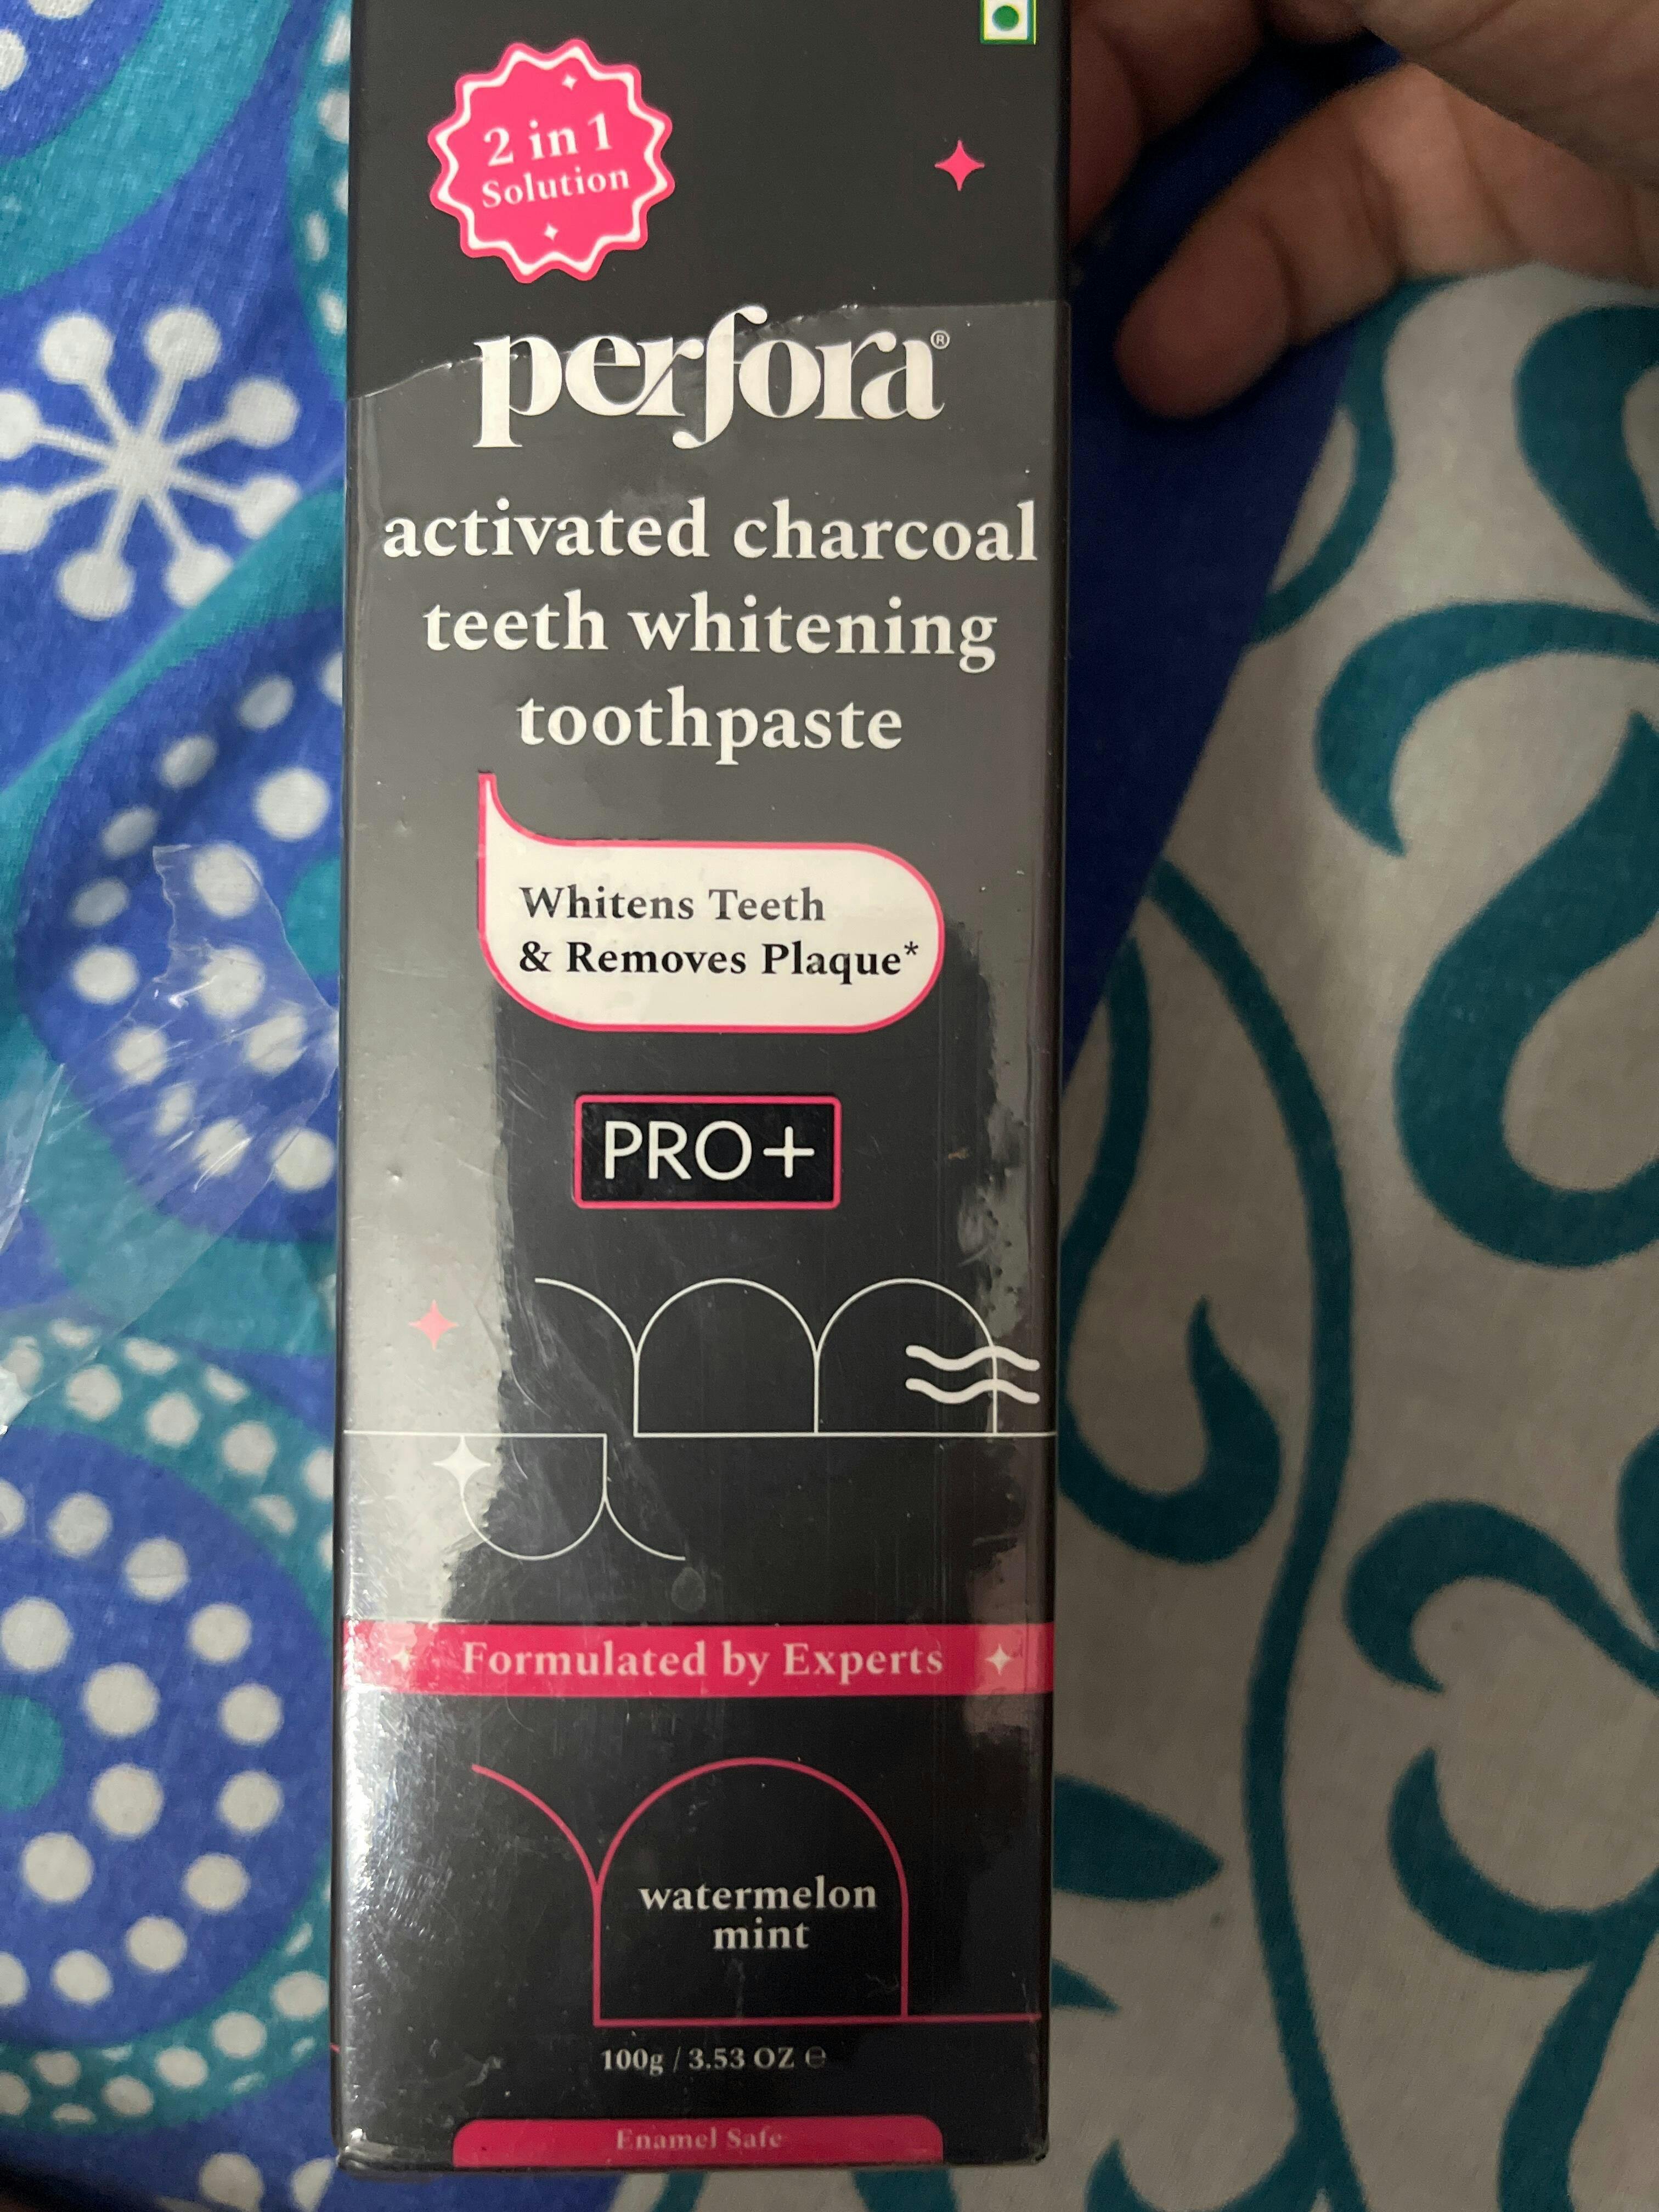 2 in 1
Solution
perfora®
activated charcoal
teeth whitening
toothpaste
Whitens Teeth
& Removes Plaque*
PRO+
Formulated by Experts
watermelon
mint
100g / 3.53 OZ ℮
Enamel Safe